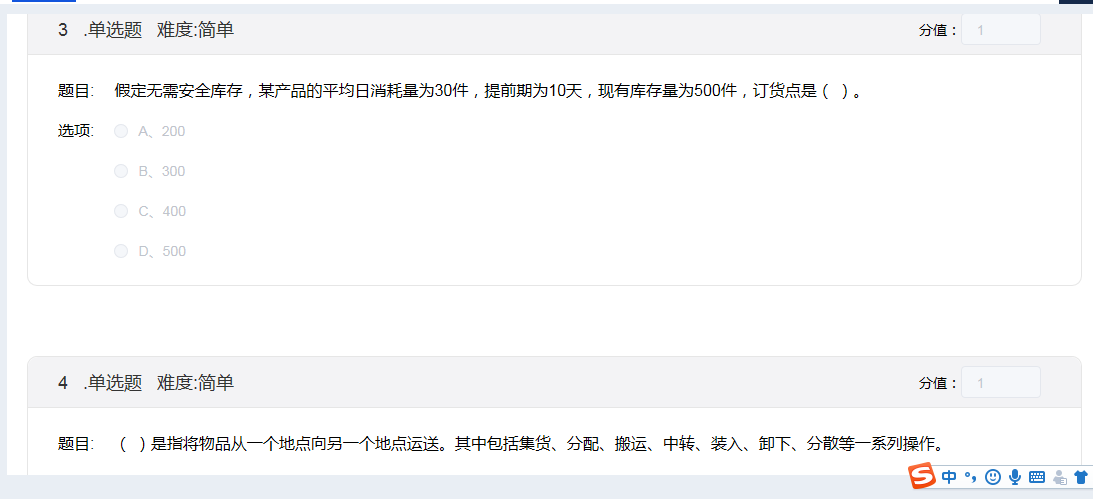 3 .单选题 难度:简单 分值： 1
题目: 假定无需安全库存，某产品的平均日消耗量为30件，提前期为10天，现有库存量为500件，订货点是（ ）。
选项: A、200
B、300
C、400
D、500
4 .单选题 难度:简单 分值： 1
题目: （ ）是指将物品从一个地点向另一个地点运送。其中包括集货、分配、搬运、中转、装入、卸下、分散等一系列操作。
S 中